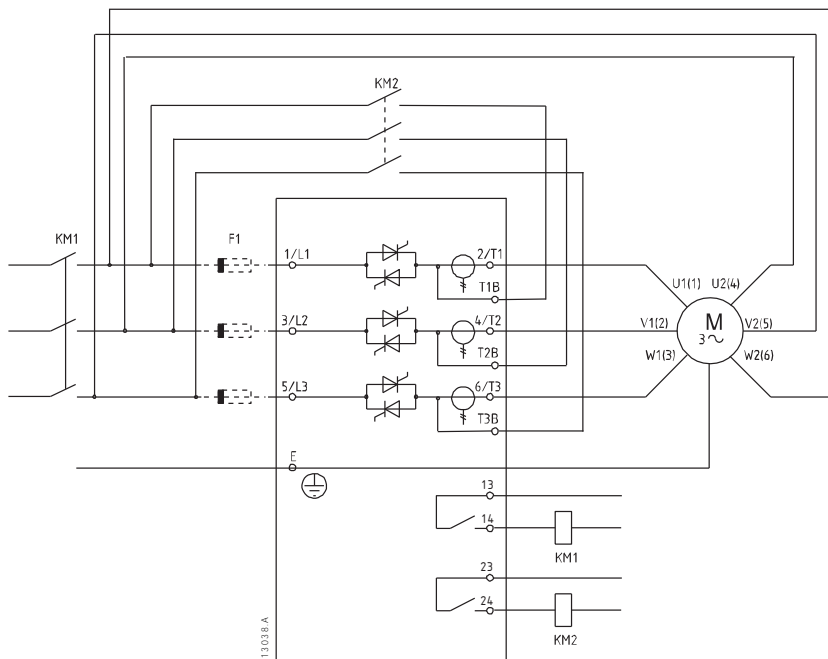 KM2
KM1
F1
1/L1
2/T1
T1B
U1(1)
U2(4)
3/L2
4/T2
T2B
V1(2)
M
3~
V2(5)
W1(3)
W2(6)
5/L3
6/T3
T3B
E
13
14
KM1
23
24
KM2
13038.A